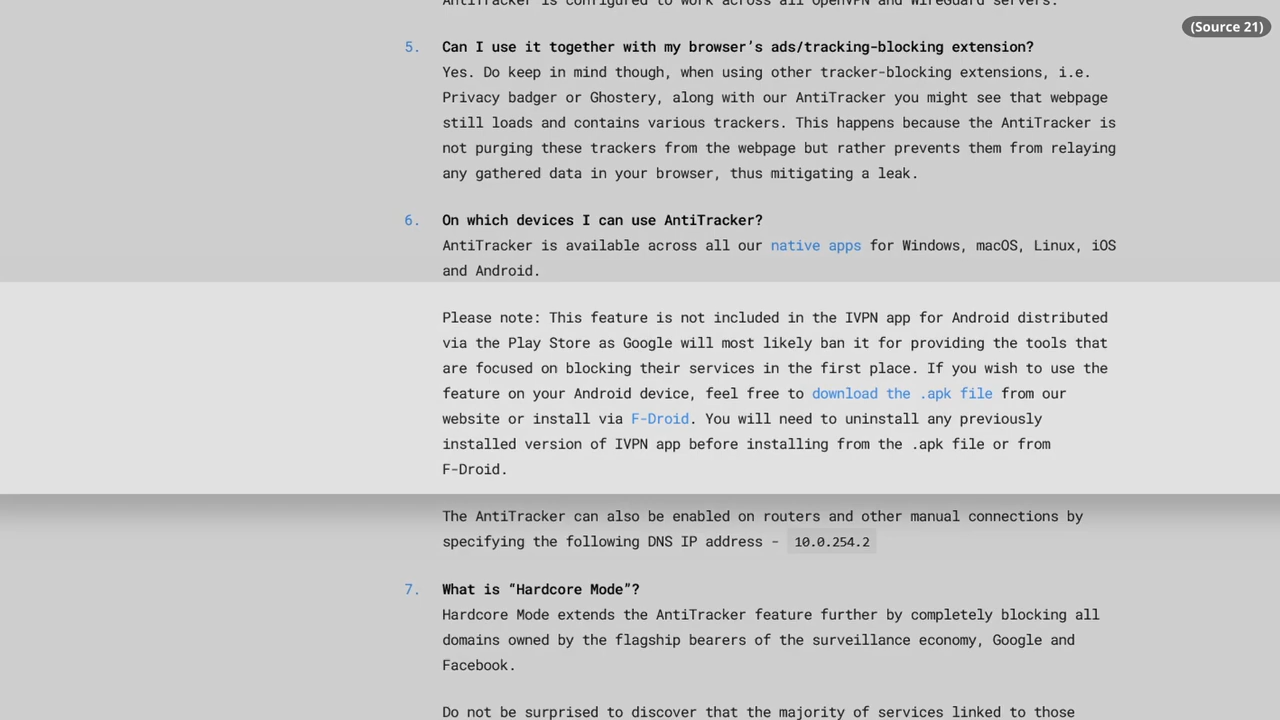 AntiTracker is configured to work across all OpenVPN and WireGuard servers.
(Source 21)
5. Can I use it together with my browser’s ads/tracking-blocking extension?
Yes. Do keep in mind though, when using other tracker-blocking extensions, i.e.
Privacy badger or Ghostery, along with our AntiTracker you might see that webpage
still loads and contains various trackers. This happens because the AntiTracker is
not purging these trackers from the webpage but rather prevents them from relaying
any gathered data in your browser, thus mitigating a leak.
6. On which devices I can use AntiTracker?
AntiTracker is available across all our native apps for Windows, macOS, Linux, iOS
and Android.
Please note: This feature is not included in the IVPN app for Android distributed
via the Play Store as Google will most likely ban it for providing the tools that
are focused on blocking their services in the first place. If you wish to use the
feature on your Android device, feel free to download the .apk file from our
website or install via F-Droid. You will need to uninstall any previously
installed version of IVPN app before installing from the .apk file or from
F-Droid.
The AntiTracker can also be enabled on routers and other manual connections by
specifying the following DNS IP address - 10.0.254.2
7. What is “Hardcore Mode”?
Hardcore Mode extends the AntiTracker feature further by completely blocking all
domains owned by the flagship bearers of the surveillance economy, Google and
Facebook.
Do not be surprised to discover that the majority of services linked to those